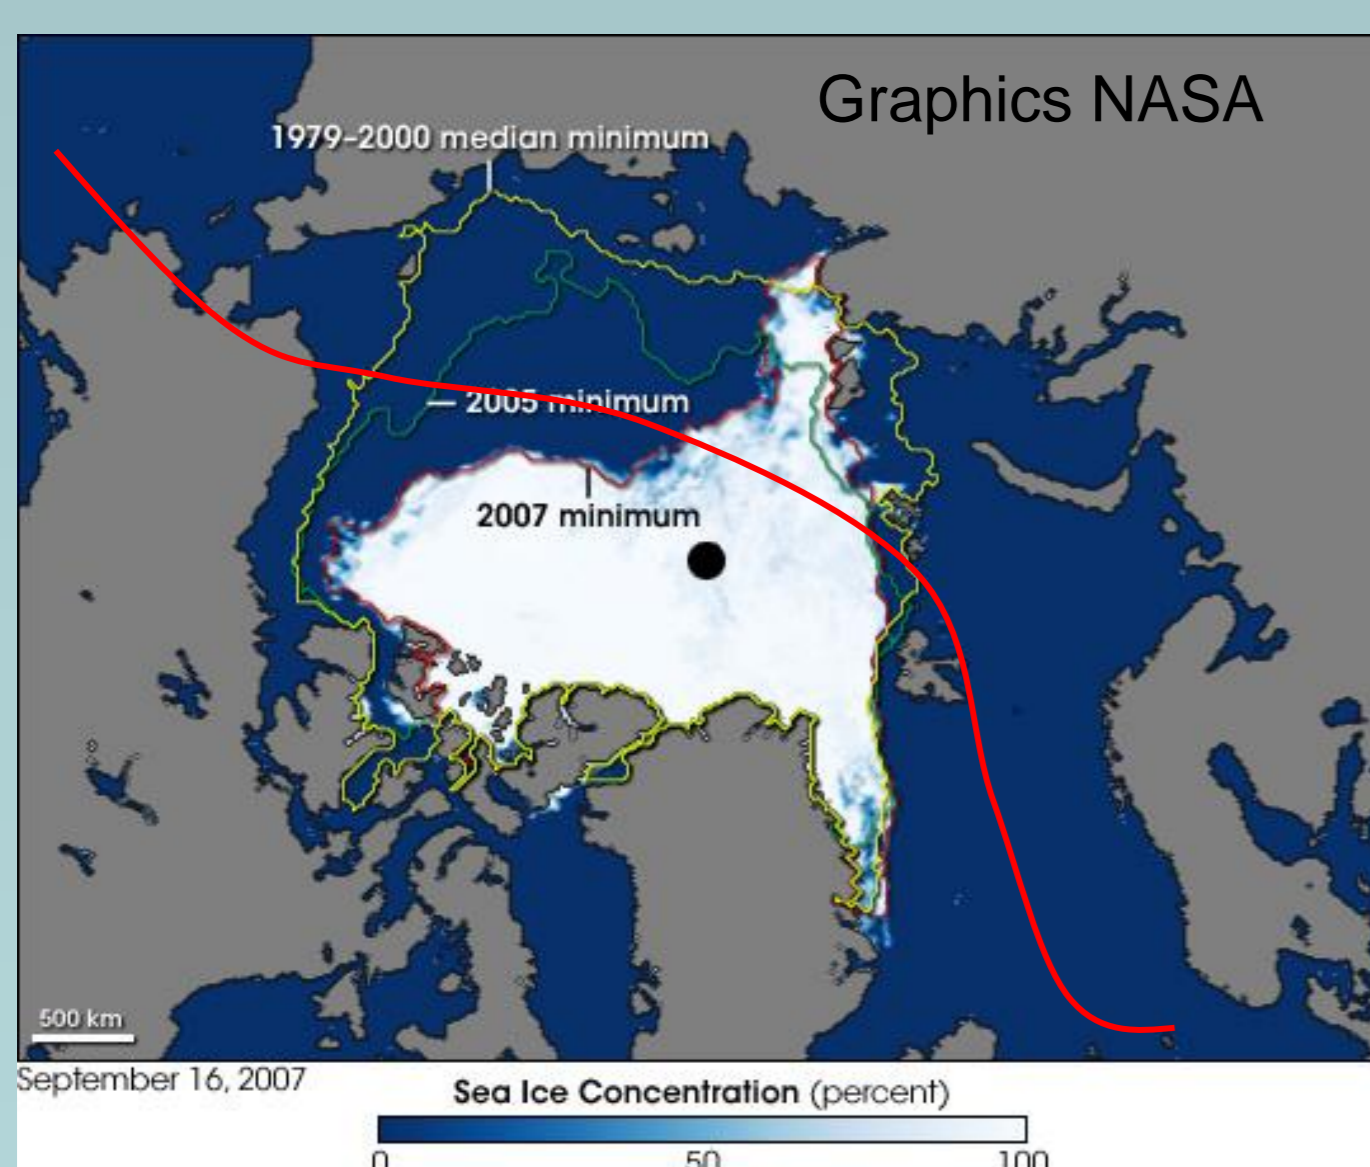 Graphics NASA
1979-2000 median minimum
2005 minimum
2007 minimum
500 km
September 16, 2007
Sea Ice Concentration (percent)
0 50 100